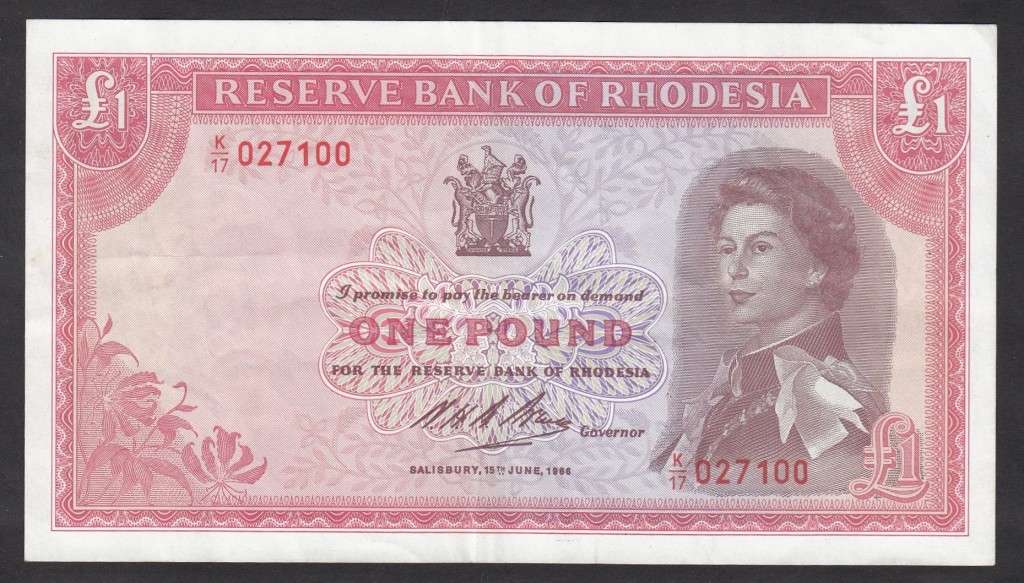 RESERVE BANK OF RHODESIA
£1
£1
K/17 027100
I promise to pay the bearer on demand
ONE POUND
FOR THE RESERVE BANK OF RHODESIA
Governor
SALISBURY, 15TH JUNE, 1966
K/17 027100
£1